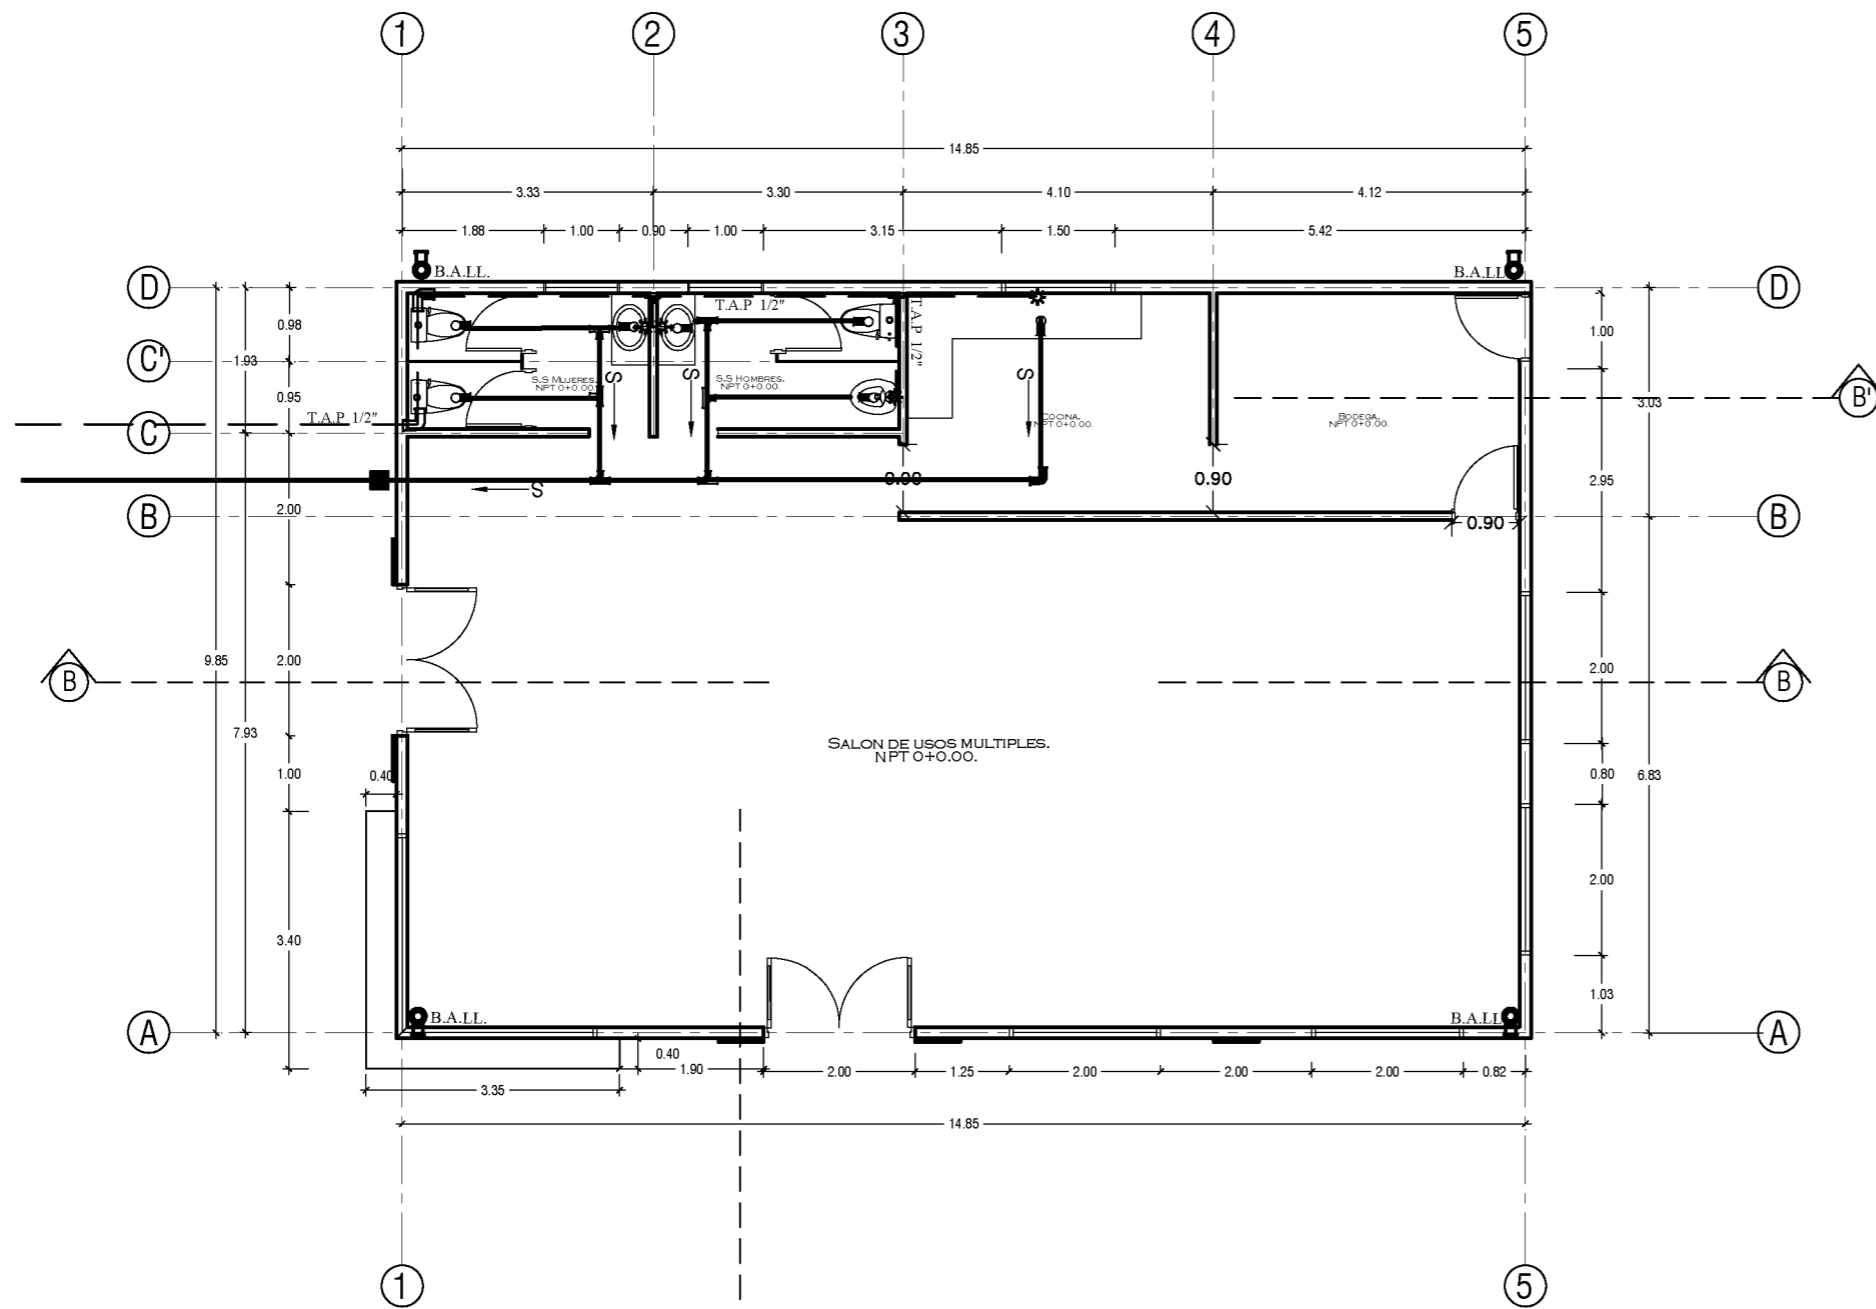 1 2 3 4 5
14.85
3.33 3.30 4.10 4.12
1.88 1.00 0.90 1.00 3.15 1.50 5.42
B.A.LL. B.A.LL
D D
T.A.P 1/2"
T.A.P 1/2"
0.98 1.00
C' 1.93
S.S MUJERES.
NPT 0+0.00.
S.S HOMBRES.
NPT 0+0.00.
S S S
0.95
B'
3.03
T.A.P 1/2"
COCINA.
NPT 0+0.00.
BODEGA.
NPT 0+0.00.
C
0.90 0.90 2.95
S
2.00
B B
0.90
9.85 2.00 2.00
B B
7.93
SALON DE USOS MULTIPLES.
NPT 0+0.00.
1.00 0.40 0.80 6.83
2.00
3.40
1.03
B.A.LL. B.A.LL
A A
0.40
1.90 2.00 1.25 2.00 2.00 2.00 0.82
3.35
14.85
1 5